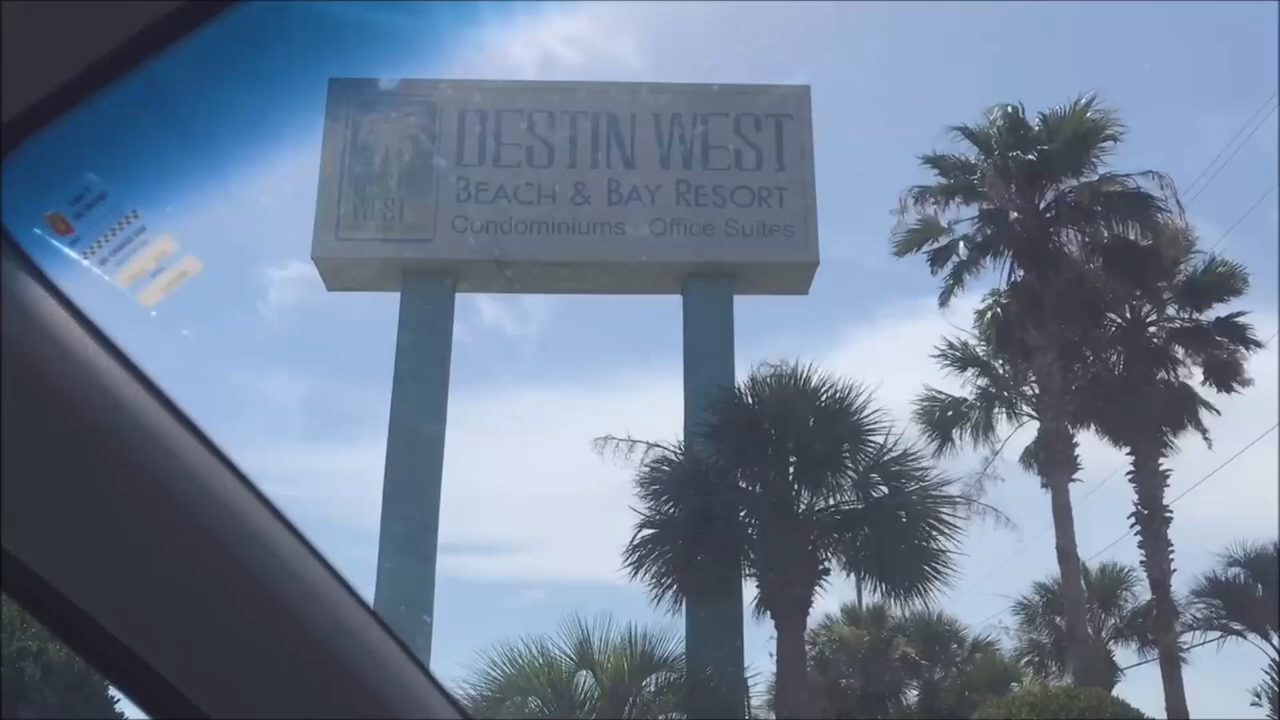 DESTIN WEST
BEACH & BAY RESORT
Condominiums Office Suites
WEST